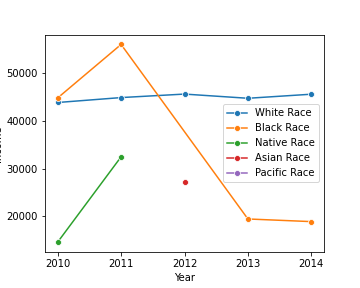 50000
40000
30000
20000
White Race
Black Race
Native Race
Asian Race
Pacific Race
2010 2011 2012 2013 2014
Year